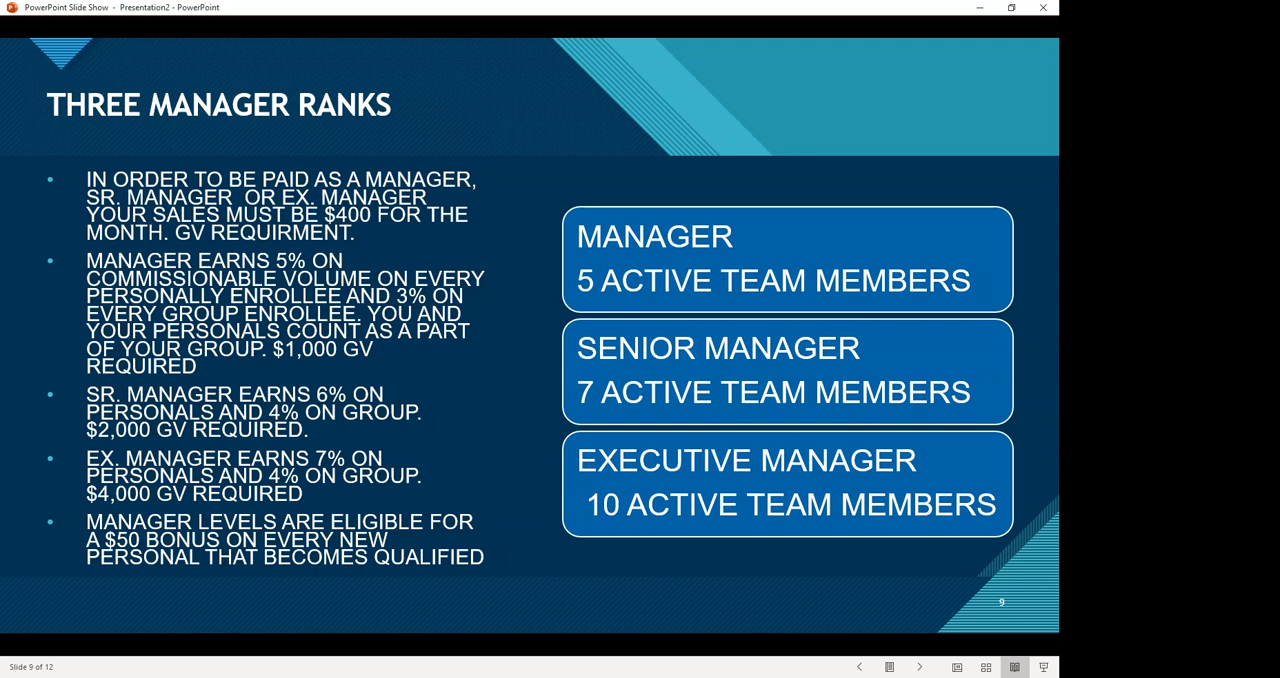 PowerPoint Slide Show - Presentation2 - PowerPoint
THREE MANAGER RANKS
IN ORDER TO BE PAID AS A MANAGER,
SR. MANAGER OR EX. MANAGER
YOUR SALES MUST BE $400 FOR THE
MONTH. GV REQUIRMENT.
MANAGER EARNS 5% ON
COMMISSIONABLE VOLUME ON EVERY
PERSONALLY ENROLLEE AND 3% ON
EVERY GROUP ENROLLEE. YOU AND
YOUR PERSONALS COUNT AS A PART
OF YOUR GROUP. $1,000 GV
REQUIRED
SR. MANAGER EARNS 6% ON
PERSONALS AND 4% ON GROUP.
$2,000 GV REQUIRED.
EX. MANAGER EARNS 7% ON
PERSONALS AND 4% ON GROUP.
$4,000 GV REQUIRED
MANAGER LEVELS ARE ELIGIBLE FOR
A $50 BONUS ON EVERY NEW
PERSONAL THAT BECOMES QUALIFIED
MANAGER
5 ACTIVE TEAM MEMBERS
SENIOR MANAGER
7 ACTIVE TEAM MEMBERS
EXECUTIVE MANAGER
10 ACTIVE TEAM MEMBERS
9
Slide 9 of 12